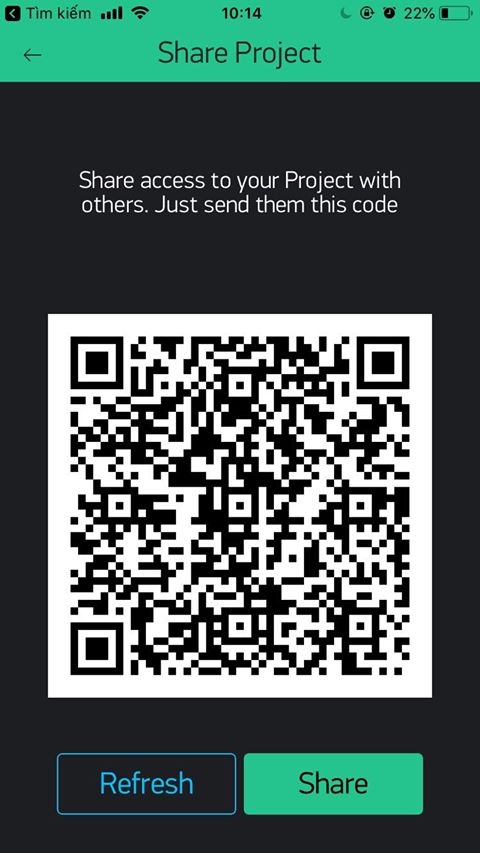 Tìm kiếm 10:14 22%
Share Project
Share access to your Project with
others. Just send them this code
Refresh Share